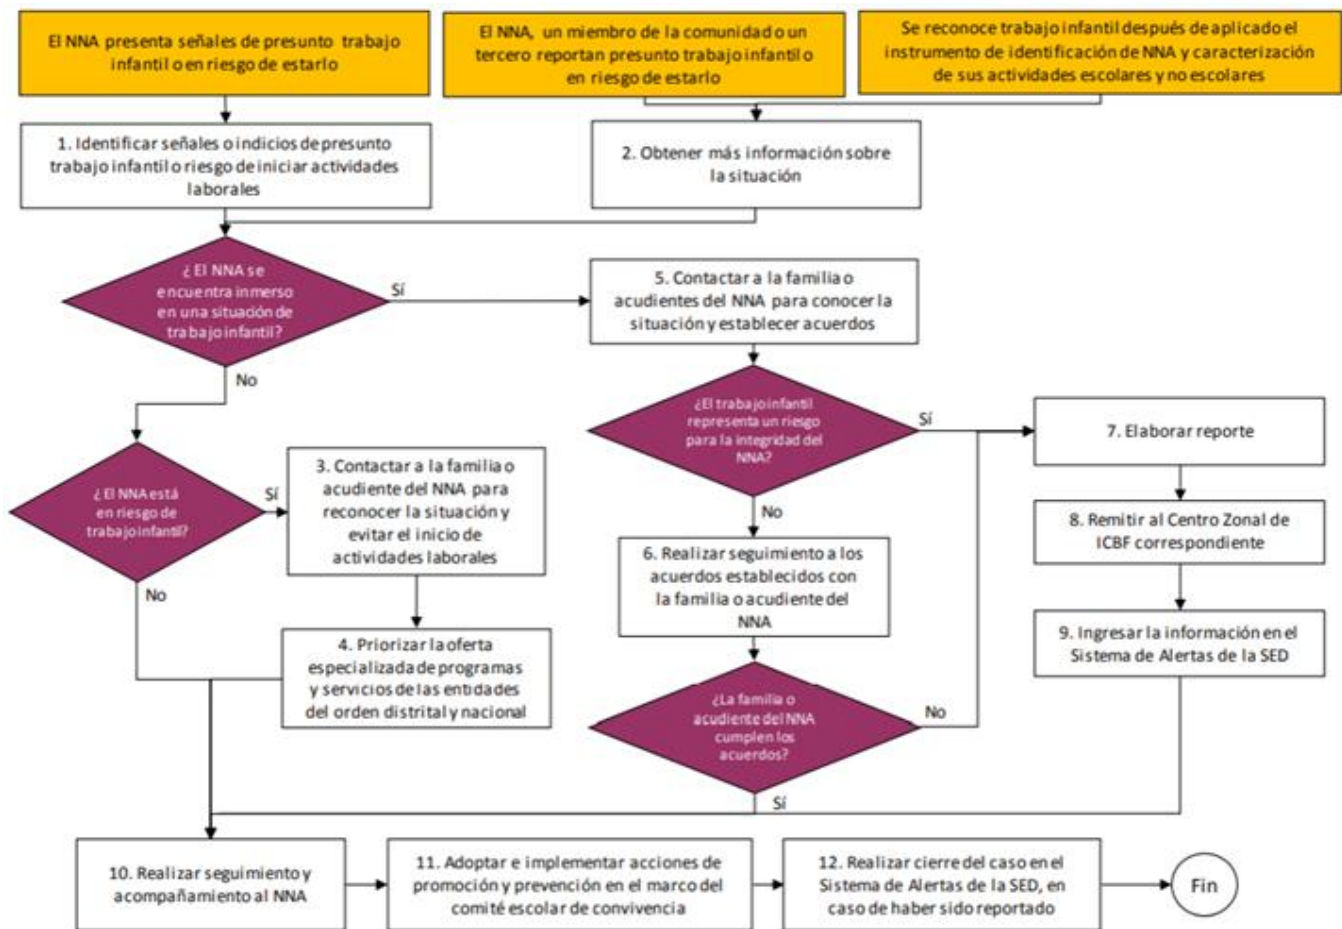 El NNA presenta señales de presunto trabajo
infantil o en riesgo de estarlo
El NNA, un miembro de la comunidad o un
tercero reportan presunto trabajo infantil o
en riesgo de estarlo
Se reconoce trabajo infantil después de aplicado el
instrumento de identificación de NNA y caracterización
de sus actividades escolares y no escolares
1. Identificar señales o indicios de presunto
trabajo infantil o riesgo de iniciar actividades
laborales
2. Obtener más información sobre
la situación
¿El NNA se
encuentra inmerso
en una situación de
trabajo infantil?
Sí
5. Contactar a la familia o
acudientes del NNA para conocer la
situación y establecer acuerdos
No
¿El trabajo infantil
representa un riesgo
para la integridad del
NNA?
Sí
7. Elaborar reporte
¿El NNA está
en riesgo de
trabajo infantil?
Sí
3. Contactar a la familia o
acudiente del NNA para
reconocer la situación y
evitar el inicio de
actividades laborales
No
8. Remitir al Centro Zonal de
ICBF correspondiente
No
6. Realizar seguimiento a los
acuerdos establecidos con
la familia o acudiente del
NNA
9. Ingresar la información en el
Sistema de Alertas de la SED
4. Priorizar la oferta
especializada de programas
y servicios de las entidades
del orden distrital y nacional
¿La familia o
acudiente del NNA
cumplen los
acuerdos?
No
Sí
10. Realizar seguimiento y
acompañamiento al NNA
11. Adoptar e implementar acciones de
promoción y prevención en el marco del
comité escolar de convivencia
12. Realizar cierre del caso en el
Sistema de Alertas de la SED, en
caso de haber sido reportado
Fin